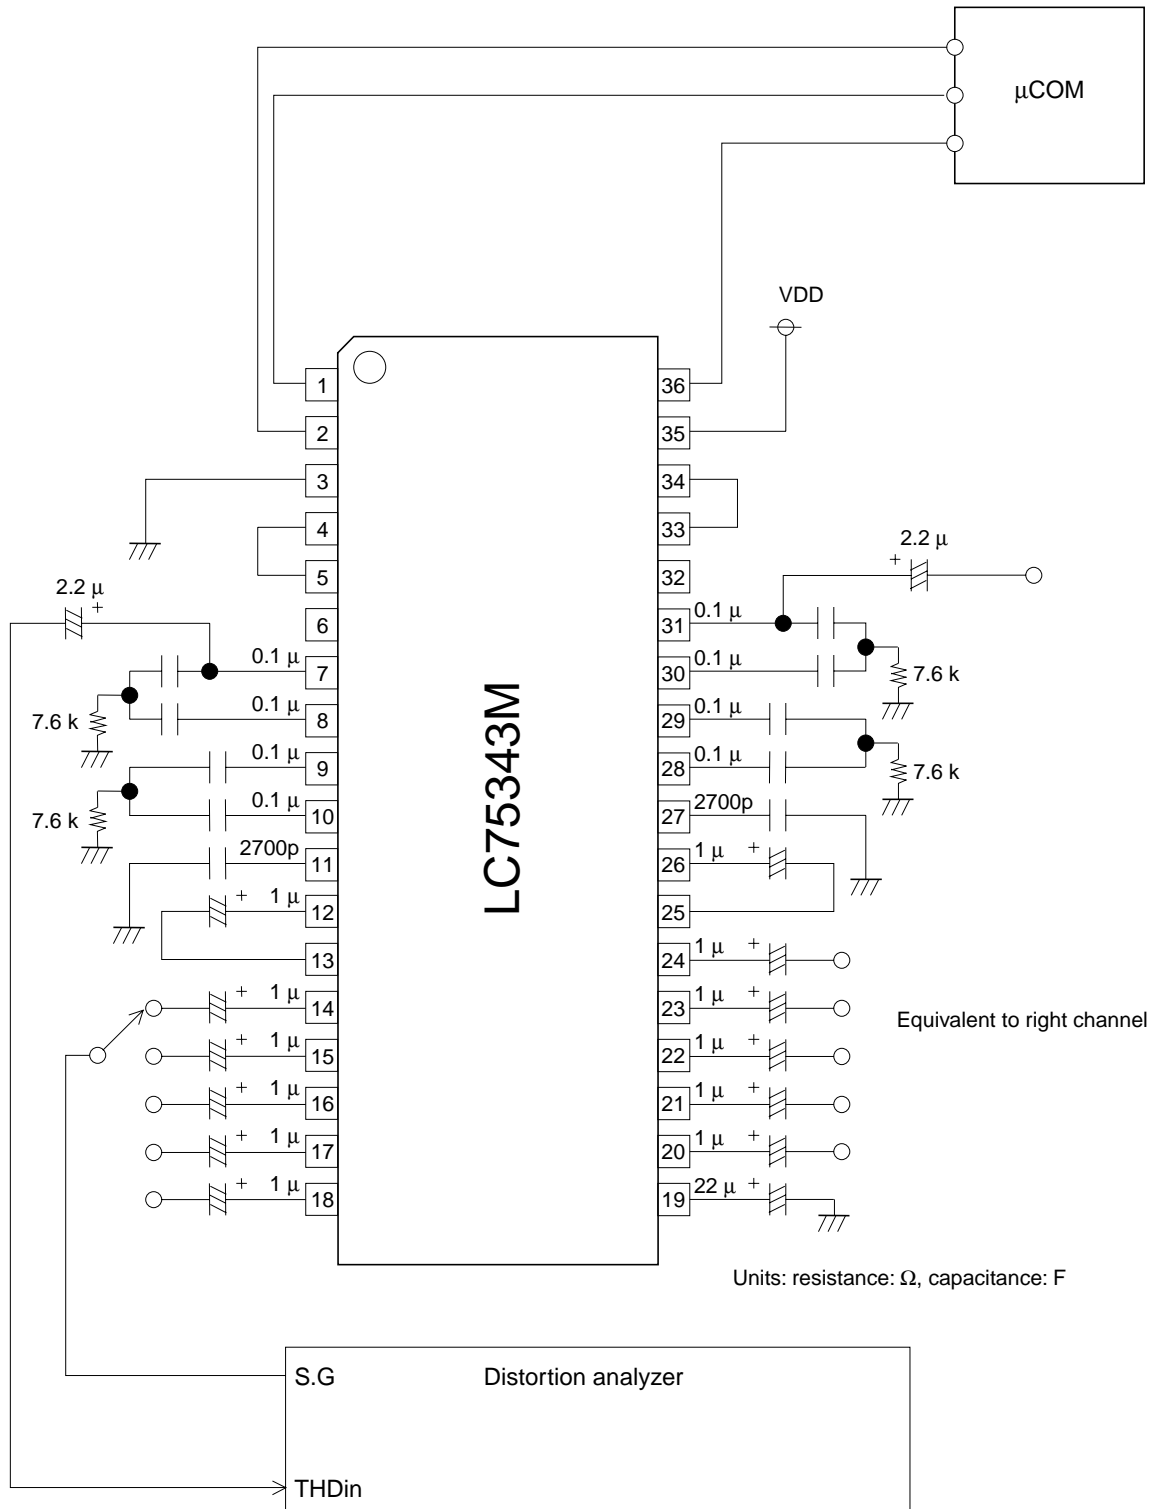 μCOM
VDD
1
36
2
35
3
34
4
33
2.2 μ
+
5
32
2.2 μ
+
6
31
0.1 μ
0.1 μ
7
30
0.1 μ
7.6 k
7.6 k
0.1 μ
8
29
0.1 μ
0.1 μ
9
28
0.1 μ
7.6 k
7.6 k
0.1 μ
10
27
2700p
2700p
11
26
1 μ
+
+
1 μ
12
25
13
24
1 μ
+
+
1 μ
14
23
1 μ
+
Equivalent to right channel
+
1 μ
15
22
1 μ
+
+
1 μ
16
21
1 μ
+
+
1 μ
17
20
1 μ
+
+
1 μ
18
19
22 μ
+
LC75343M
Units: resistance: Ω, capacitance: F
S.G
Distortion analyzer
THDin